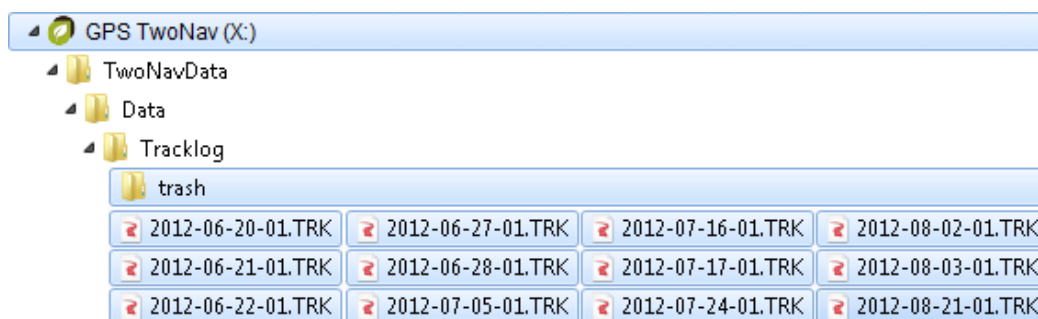 GPS TwoNav (X:)
TwoNavData
Data
Tracklog
trash
2012-06-20-01.TRK 2012-06-27-01.TRK 2012-07-16-01.TRK 2012-08-02-01.TRK
2012-06-21-01.TRK 2012-06-28-01.TRK 2012-07-17-01.TRK 2012-08-03-01.TRK
2012-06-22-01.TRK 2012-07-05-01.TRK 2012-07-24-01.TRK 2012-08-21-01.TRK